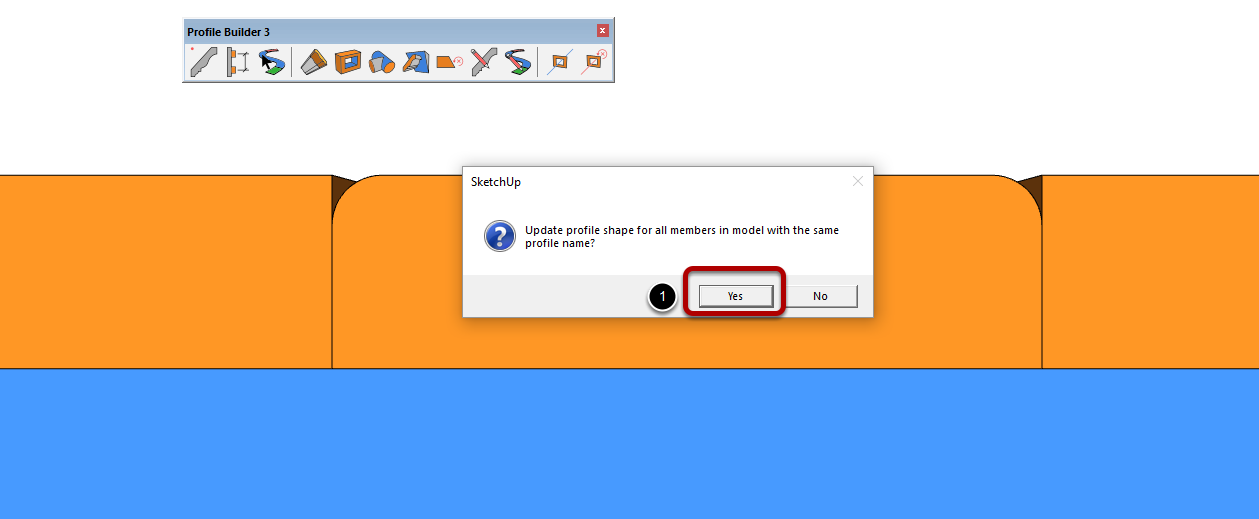 Profile Builder 3
SketchUp
Update profile shape for all members in model with the same
profile name?
1
Yes
No